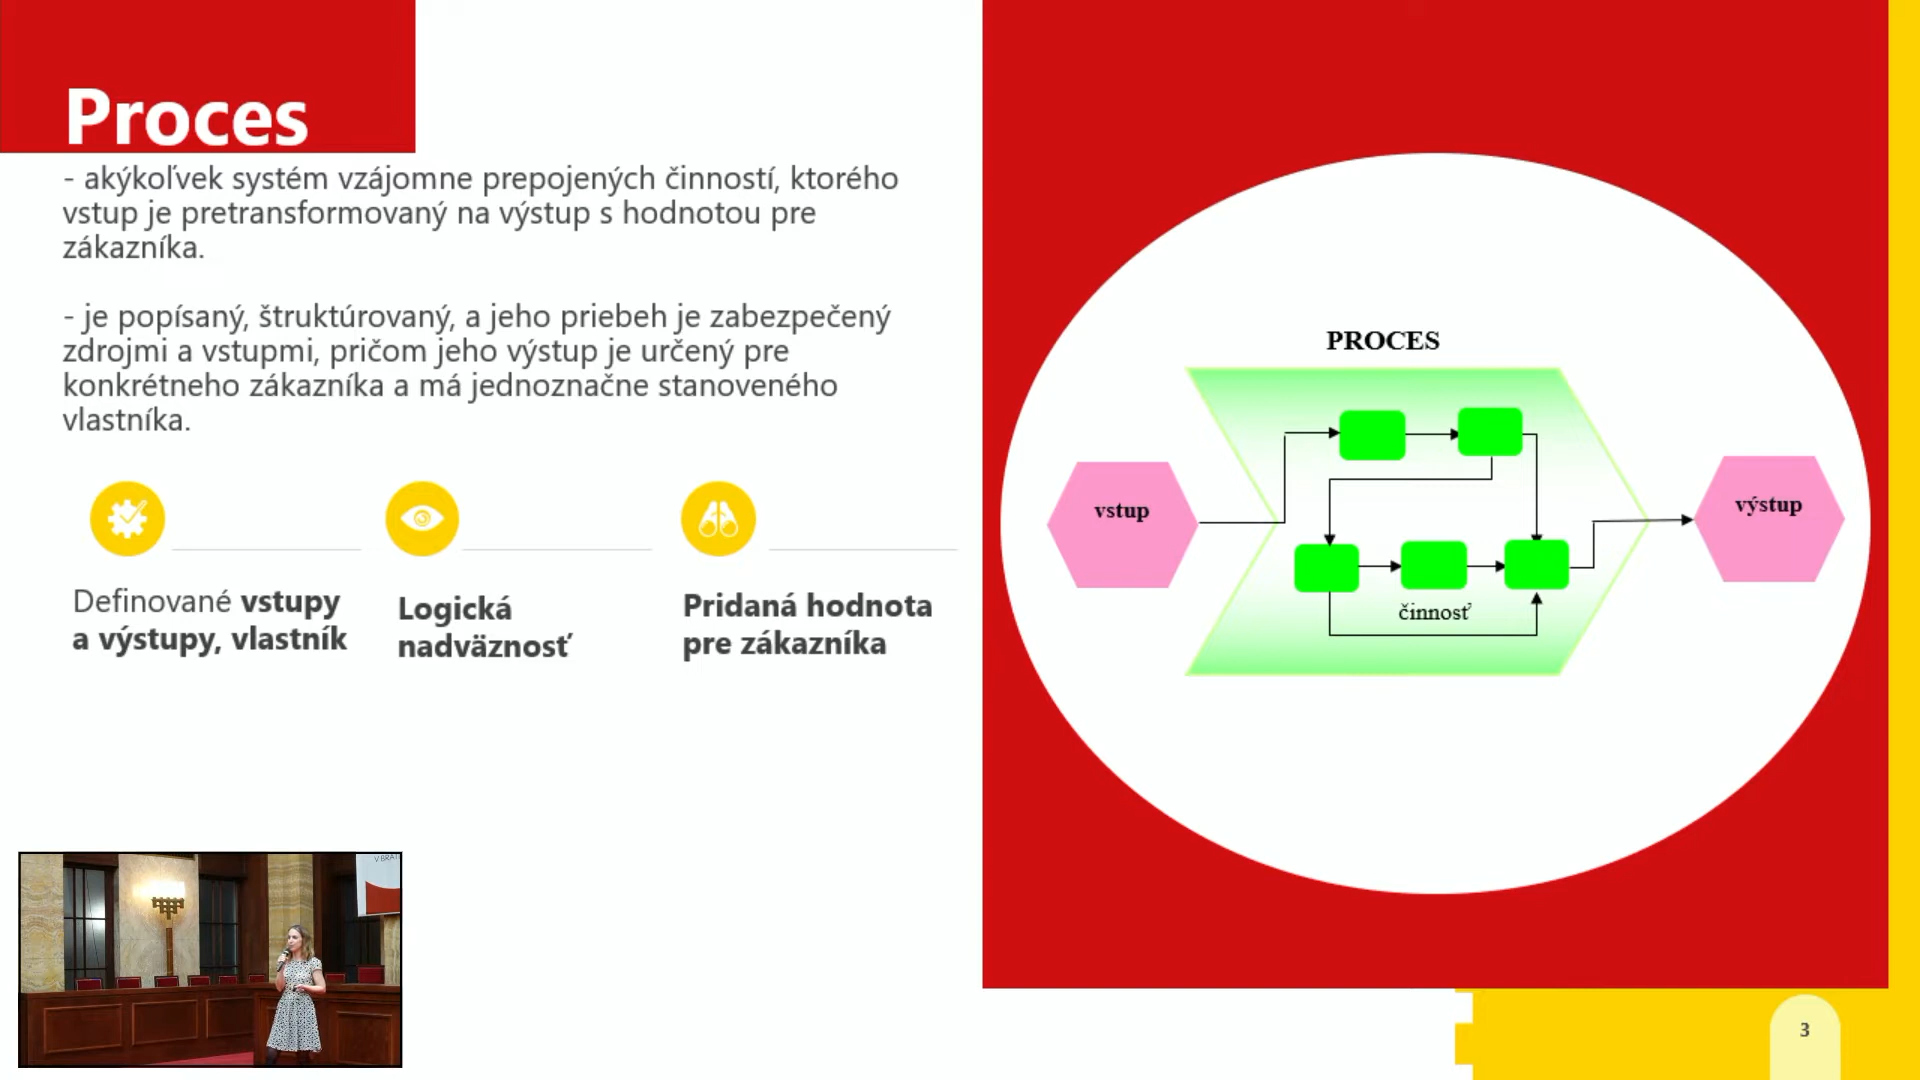 Proces
- akýkoľvek systém vzájomne prepojených činností, ktorého
vstup je pretransformovaný na výstup s hodnotou pre
zákazníka.
- je popísaný, štruktúrovaný, a jeho priebeh je zabezpečený
zdrojmi a vstupmi, pričom jeho výstup je určený pre
konkrétneho zákazníka a má jednoznačne stanoveného
vlastníka.
Definované vstupy
a výstupy, vlastník
Logická
nadväznosť
Pridaná hodnota
pre zákazníka
PROCES
vstup
výstup
činnosť
3